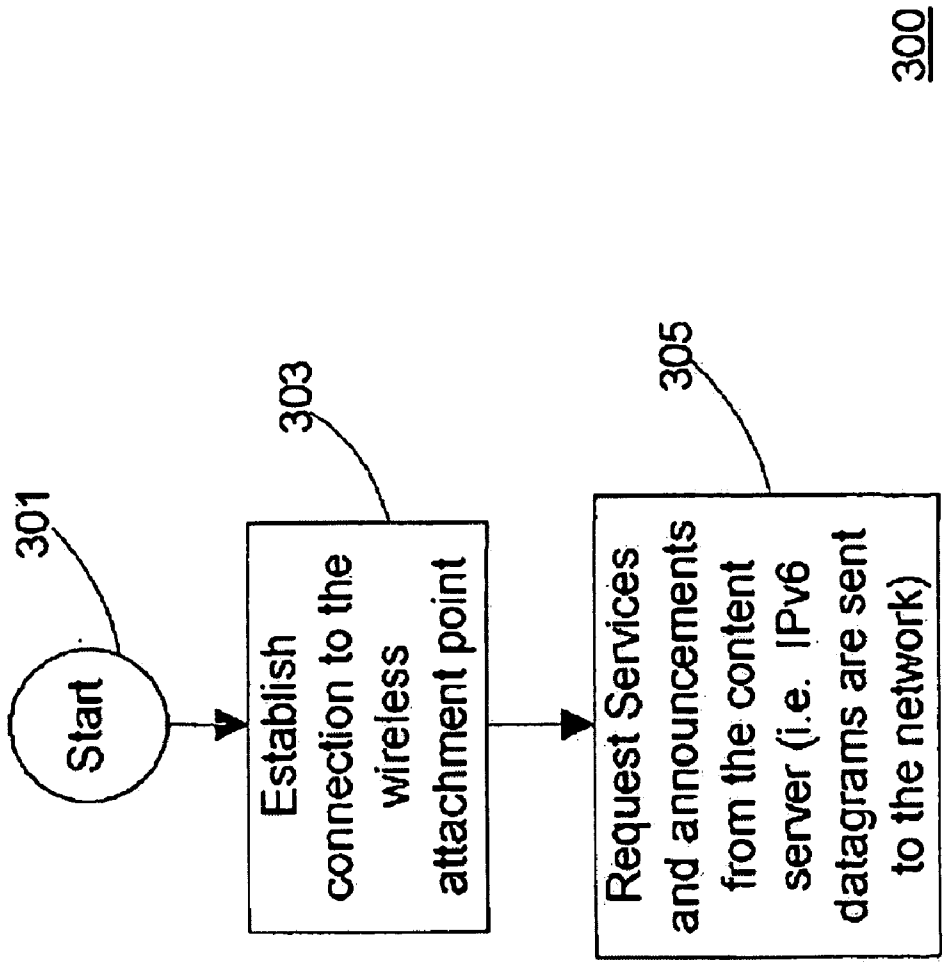 Start
301
Establish
connection to the
wireless
attachment point
303
Request Services
and announcements
from the content
server (i.e. IPv6
datagrams are sent
to the network)
305
300